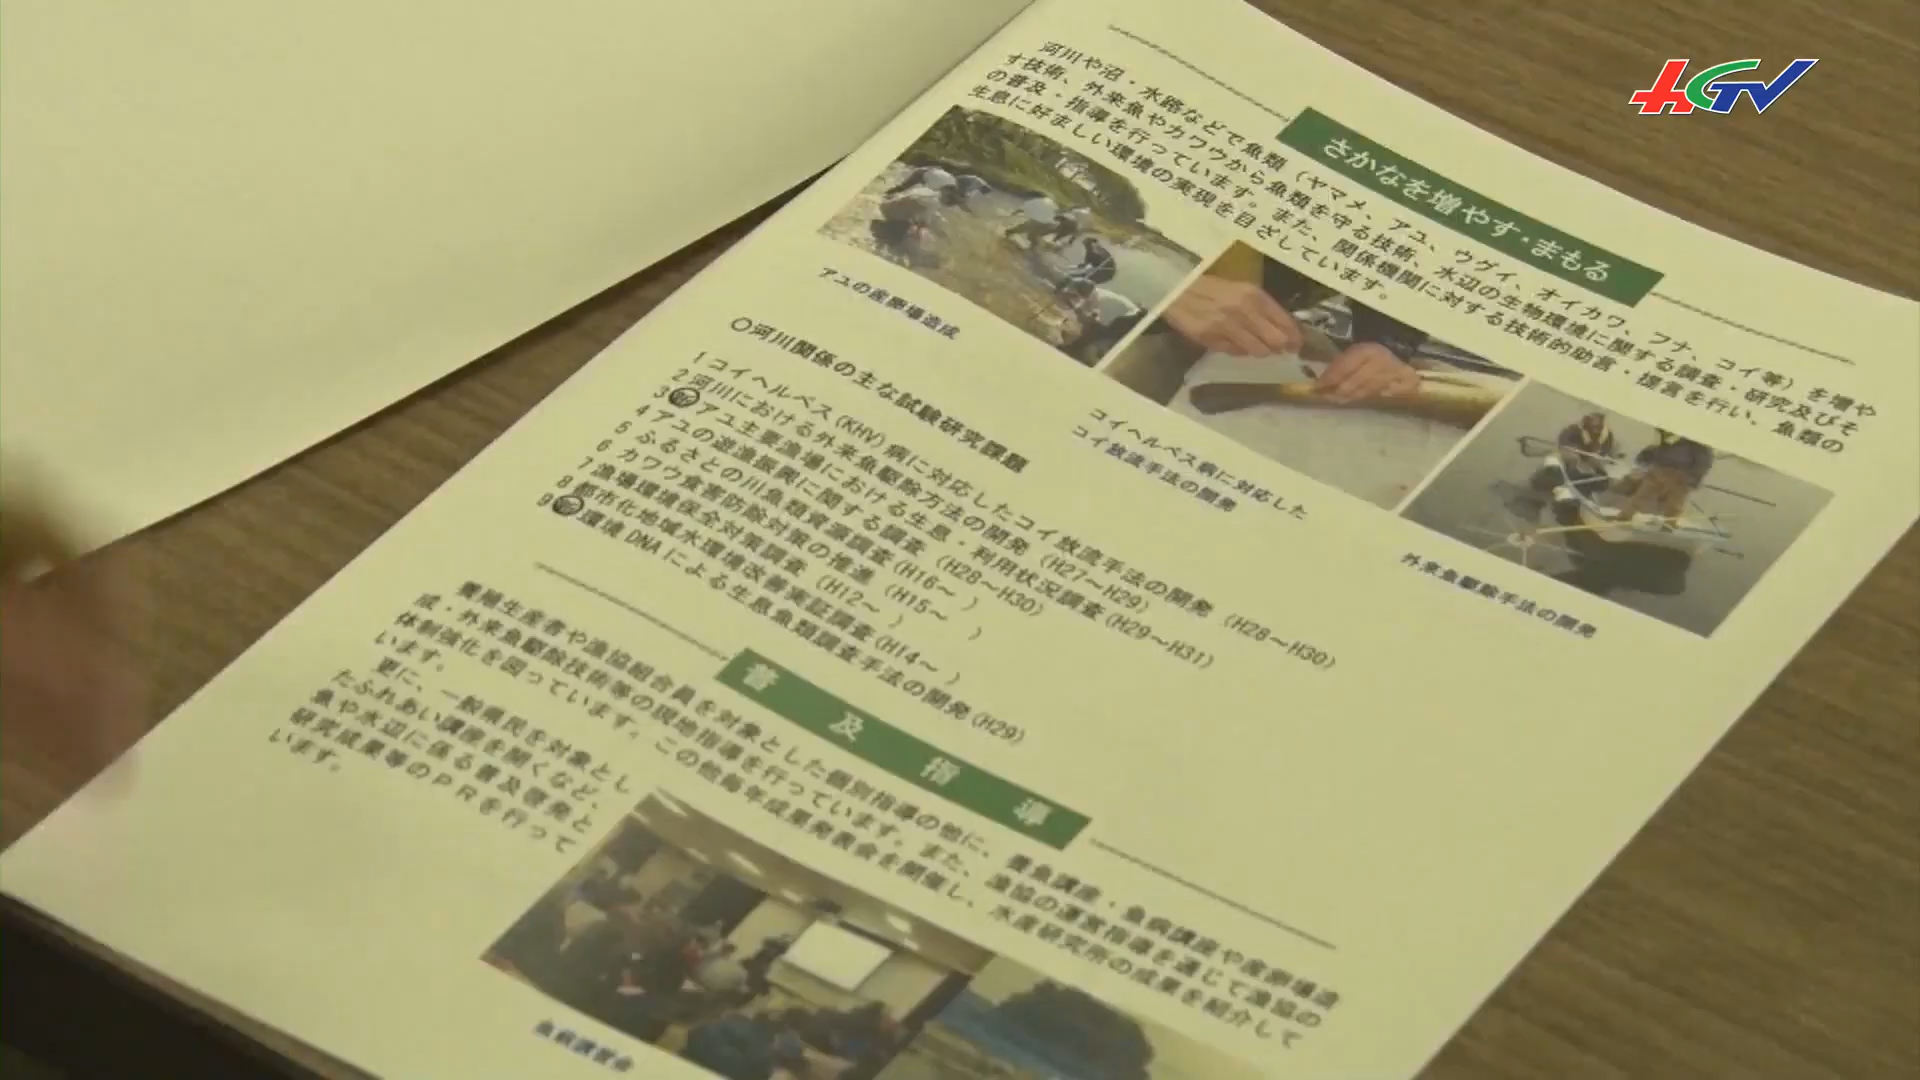 HGTV
さかなを増やす・まもる
河川や沼・水路などで魚類（ヤマメ、アユ、ウグイ、オイカワ、フナ、コイ等）を増や
す技術、外来魚やカワウから魚類を守る技術、水辺の生物環境に関する調査・研究及びそ
の普及・指導を行っています。また、関係機関に対する技術的助言・提言を行い、魚類の
生息に好ましい環境の実現を目ざしています。
アユの産卵場造成
コイヘルペス病に対応した
コイ放流手法の開発
外来魚駆除手法の開発
○河川関係の主な試験研究課題
1 コイヘルペス(KHV)病に対応したコイ放流手法の開発 (H28～H30)
2 河川における外来魚駆除方法の開発 (H27～H29)
3 アユ主要漁場における生息・利用状況調査(H29～H31)
4 アユの遊漁振興に関する調査 (H28～H30)
5 ふるさとの川魚類資源調査(H16～ )
6 カワウ食害防除対策の推進 (H15～ )
7 漁場環境保全対策調査 (H12～ )
8 都市化地域水環境改善実証調査(H14～ )
9 環境DNAによる生息魚類調査手法の開発(H29)
普及指導
養殖生産者や漁協組合員を対象とした個別指導の他に、養魚講座・魚病講座や産卵場造
成・外来魚駆除技術等の現地指導を行っています。また、漁協の運営指導を通じて漁協の
体制強化を図っています。この他毎年成果発表会を開催し、水産研究所の成果を紹介して
います。
更に、一般県民を対象とし
たふれあい講座を開くなど、
魚や水辺に係る普及啓発と
研究成果等のＰＲを行って
います。
魚病講習会